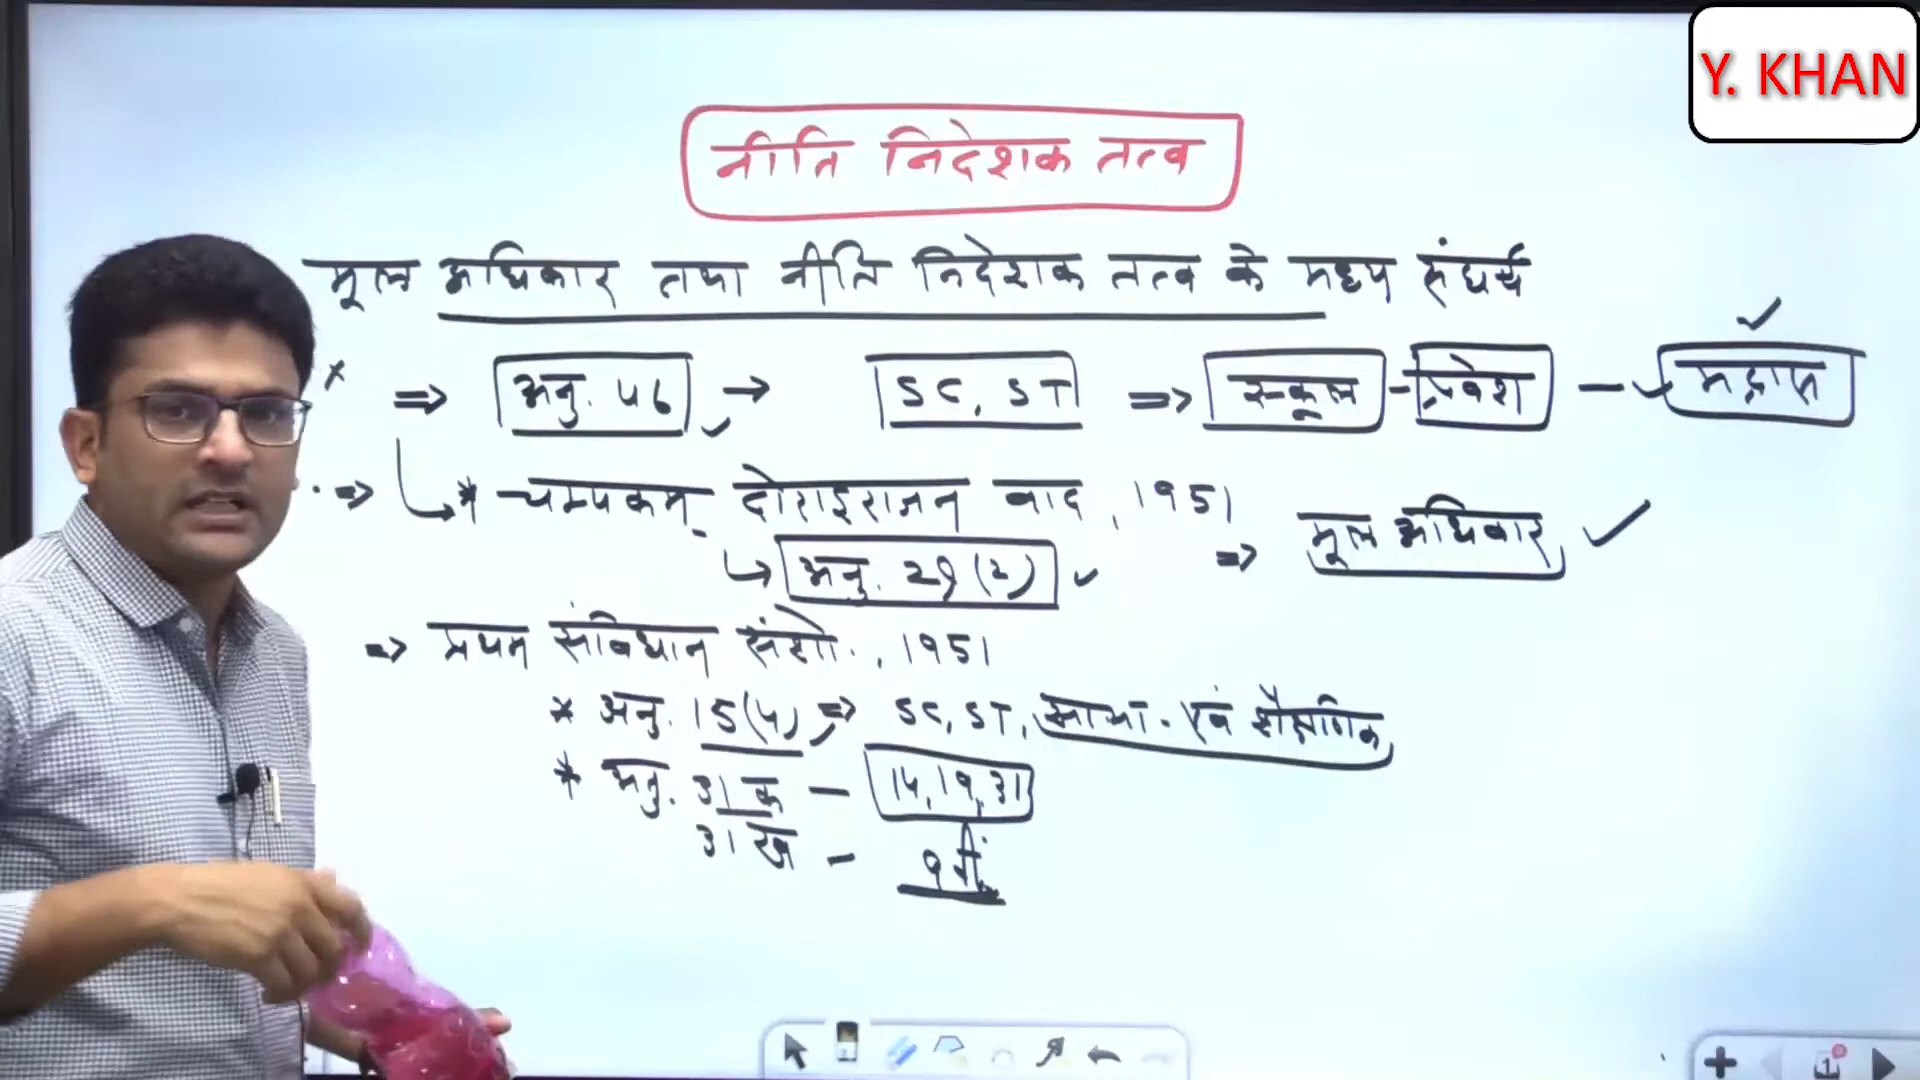 Y. KHAN
नीति निदेशक तत्व
मूल अधिकार तथा नीति निदेशक तत्व के मध्य संघर्ष
⇒ अनु. 46 → SC, ST ⇒ स्कूल - प्रवेश — मद्रास
⇒ * चम्पकम दोराइराजन वाद, 1951
अनु. 29(2) ⇒ मूल अधिकार
⇒ प्रथम संविधान संशो., 1951
* अनु. 15(4) ⇒ SC, ST, सामा. एवं शैक्षणिक
* अनु. 31क — 14, 19, 31
31ख — 9वीं